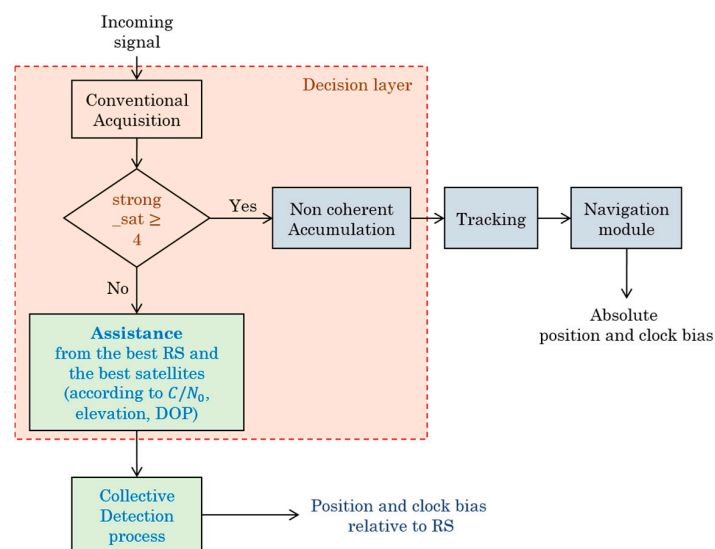 Incoming
signal
Decision layer
Conventional
Acquisition
strong
_sat ≥
4
Yes
Non coherent
Accumulation
Tracking
Navigation
module
No
Absolute
position and clock bias
Assistance
from the best RS and
the best satellites
(according to C/N₀,
elevation, DOP)
Collective
Detection
process
Position and clock bias
relative to RS